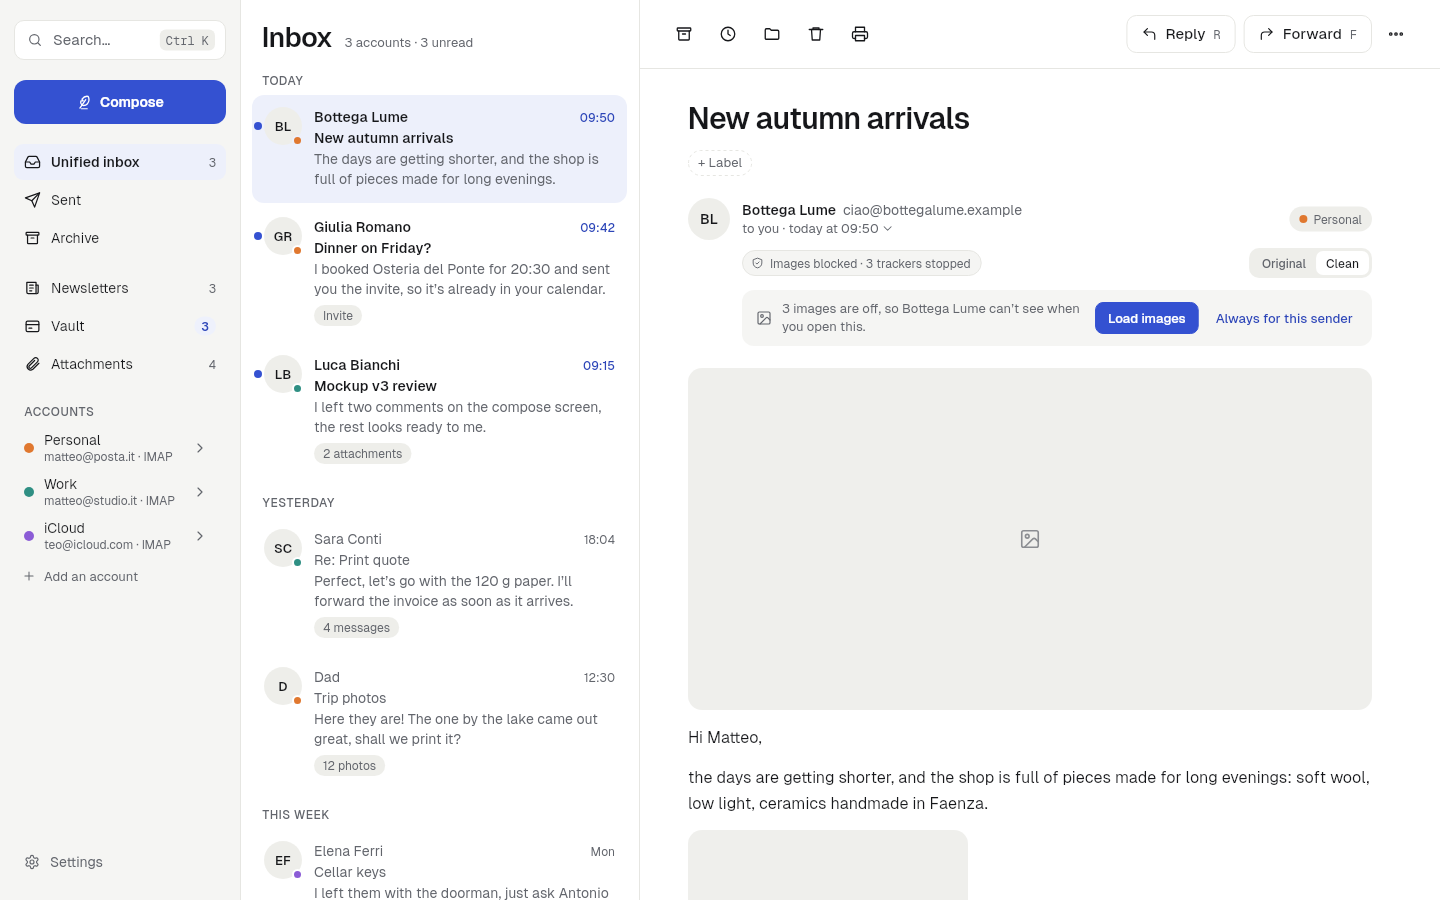 Search... Ctrl K
Compose
Unified inbox 3
Sent
Archive
Newsletters 3
Vault 3
Attachments 4
ACCOUNTS
Personal
matteo@posta.it · IMAP
Work
matteo@studio.it · IMAP
iCloud
teo@icloud.com · IMAP
+ Add an account
Settings
Inbox 3 accounts · 3 unread
TODAY
BL Bottega Lume 09:50
New autumn arrivals
The days are getting shorter, and the shop is
full of pieces made for long evenings.
GR Giulia Romano 09:42
Dinner on Friday?
I booked Osteria del Ponte for 20:30 and sent
you the invite, so it's already in your calendar.
Invite
LB Luca Bianchi 09:15
Mockup v3 review
I left two comments on the compose screen,
the rest looks ready to me.
2 attachments
YESTERDAY
SC Sara Conti 18:04
Re: Print quote
Perfect, let's go with the 120 g paper. I'll
forward the invoice as soon as it arrives.
4 messages
D Dad 12:30
Trip photos
Here they are! The one by the lake came out
great, shall we print it?
12 photos
THIS WEEK
EF Elena Ferri Mon
Cellar keys
I left them with the doorman, just ask Antonio
Reply R Forward F
New autumn arrivals
+ Label
BL Bottega Lume ciao@bottegalume.example
to you · today at 09:50
Personal
Images blocked · 3 trackers stopped
Original Clean
3 images are off, so Bottega Lume can't see when
you open this.
Load images Always for this sender
Hi Matteo,
the days are getting shorter, and the shop is full of pieces made for long evenings: soft wool,
low light, ceramics handmade in Faenza.